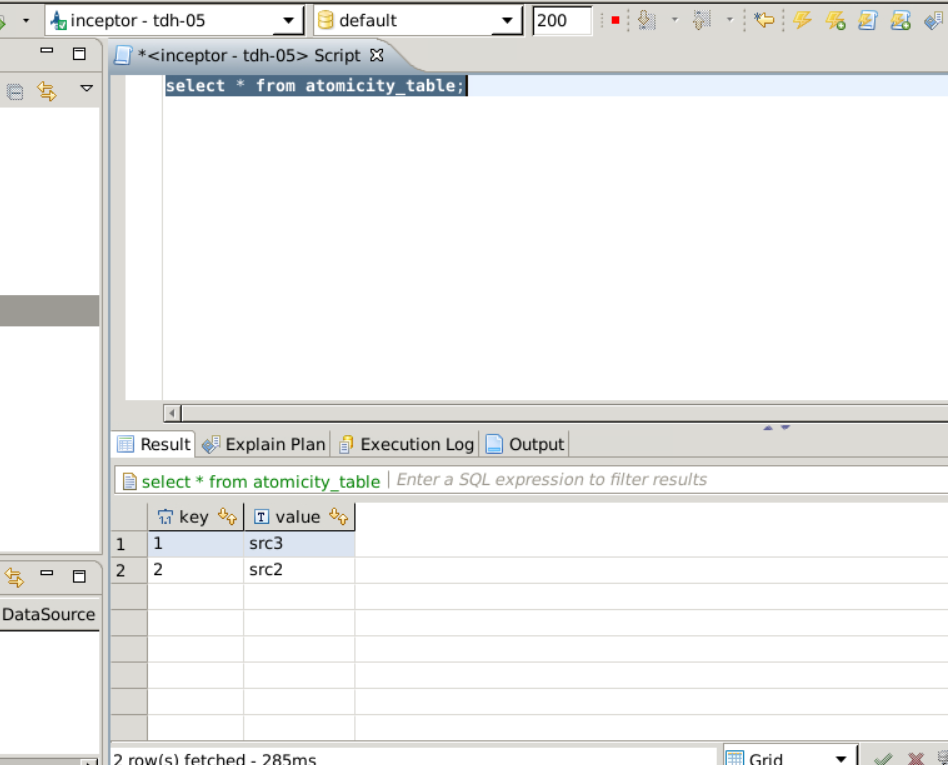 inceptor - tdh-05 default 200
*<inceptor - tdh-05> Script
select * from atomicity_table;
Result Explain Plan Execution Log Output
select * from atomicity_table Enter a SQL expression to filter results
key value
1 1 src3
2 2 src2
DataSource
2 row(s) fetched - 285ms Grid